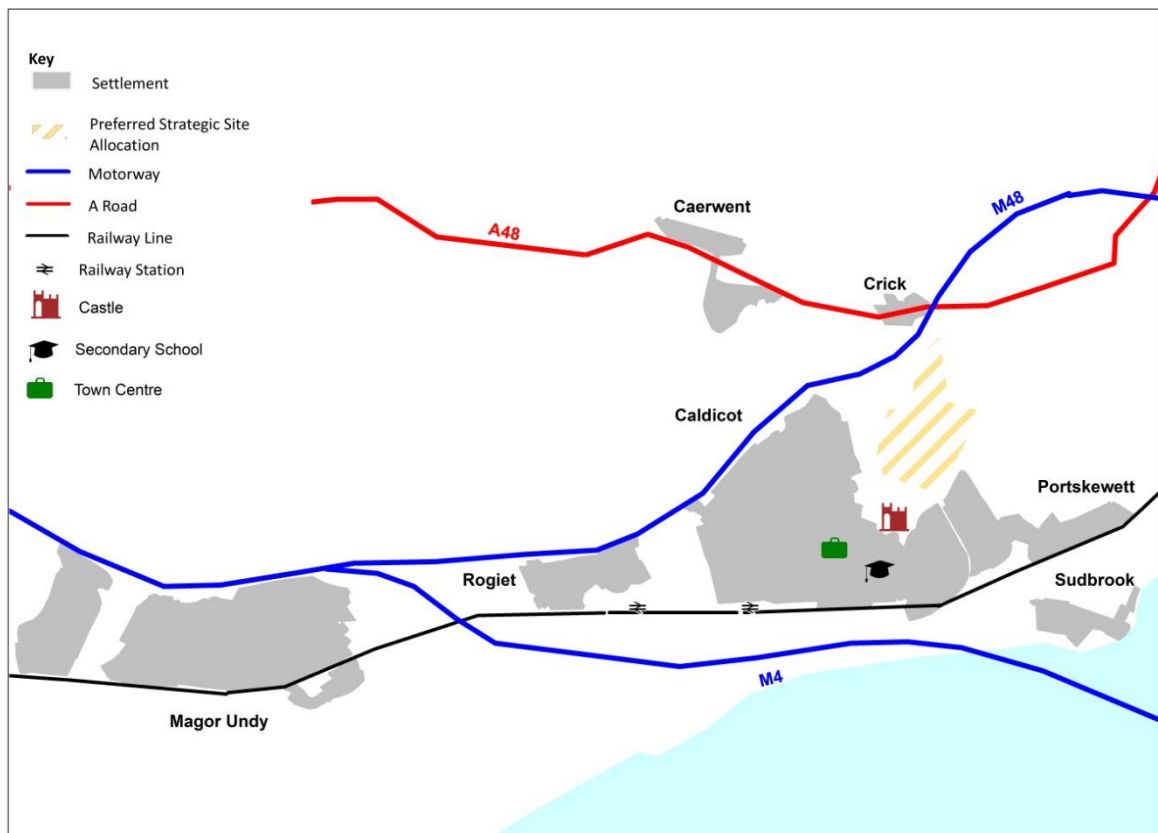 Key
Settlement
Preferred Strategic Site
Allocation
Motorway
A Road
Railway Line
Railway Station
Castle
Secondary School
Town Centre
Caerwent
M48
A48
Crick
Caldicot
Portskewett
Rogiet
Sudbrook
M4
Magor Undy